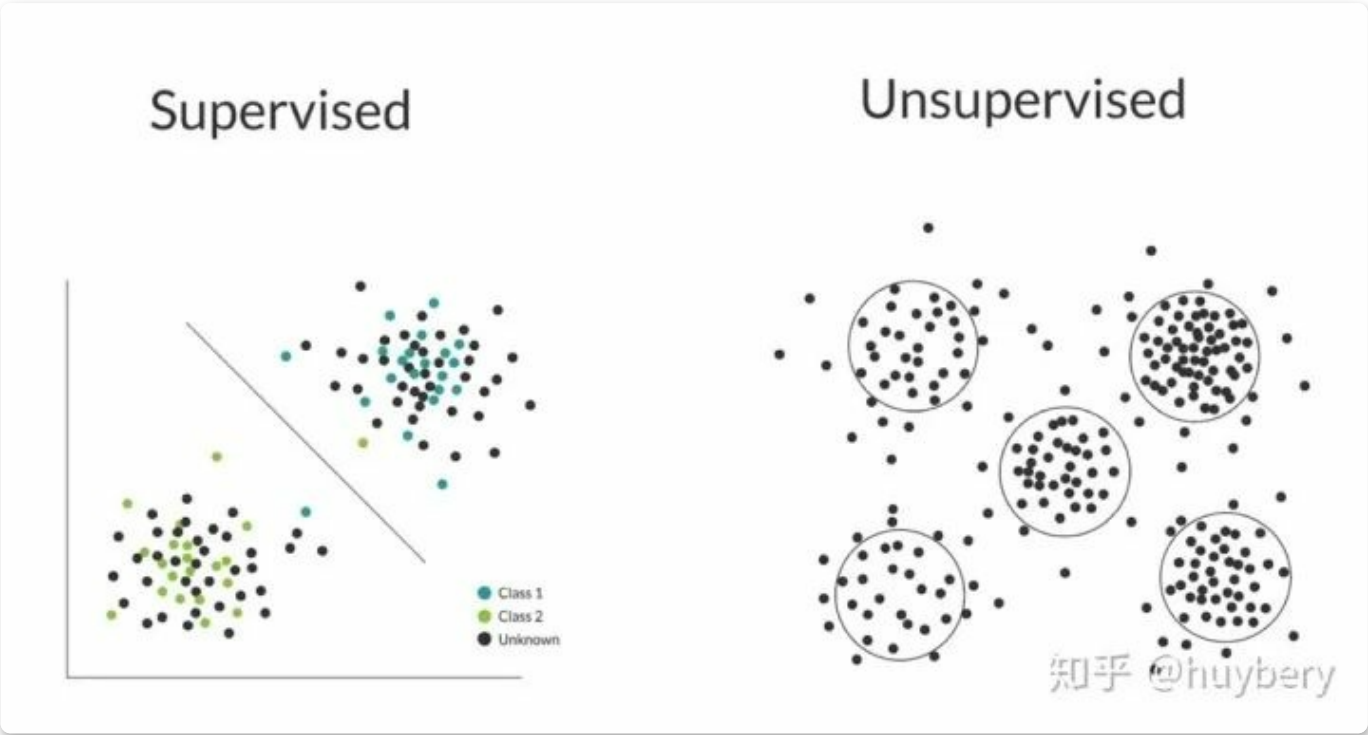 Supervised
Unsupervised
Class 1
Class 2
Unknown
知乎 @huybery